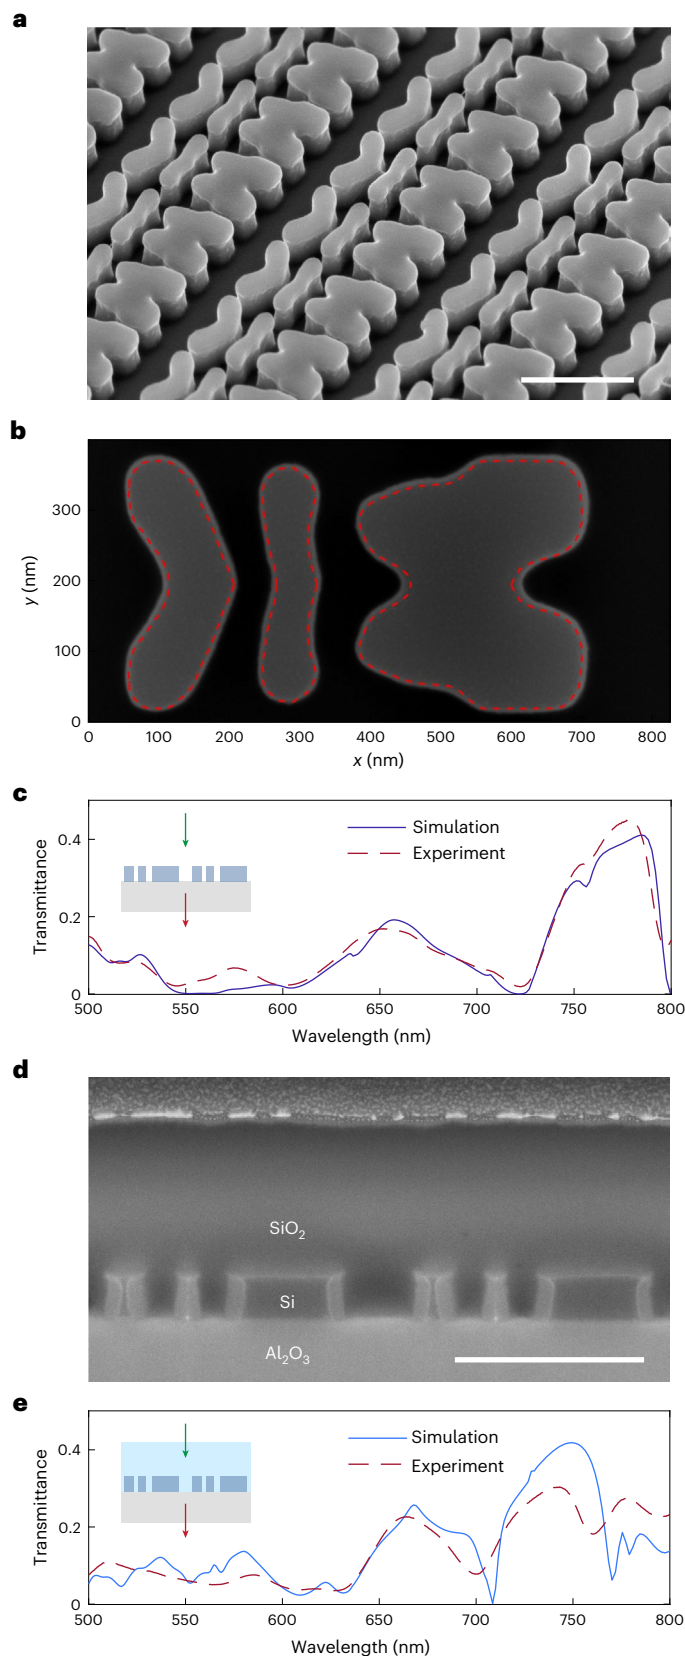 a
b
300
200
100
0
y (nm)
0 100 200 300 400 500 600 700 800
x (nm)
c
0.4
0.2
0
Transmittance
Simulation
Experiment
500 550 600 650 700 750 800
Wavelength (nm)
d
SiO2
Si
Al2O3
e
0.4
0.2
0
Transmittance
Simulation
Experiment
500 550 600 650 700 750 800
Wavelength (nm)